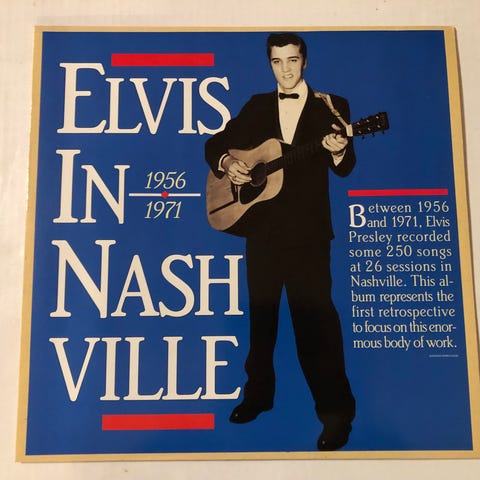 ELVIS
IN
1956
1971
NASH
VILLE
Between 1956
and 1971, Elvis
Presley recorded
some 250 songs
at 26 sessions in
Nashville. This al-
bum represents the
first retrospective
to focus on this enor-
mous body of work.